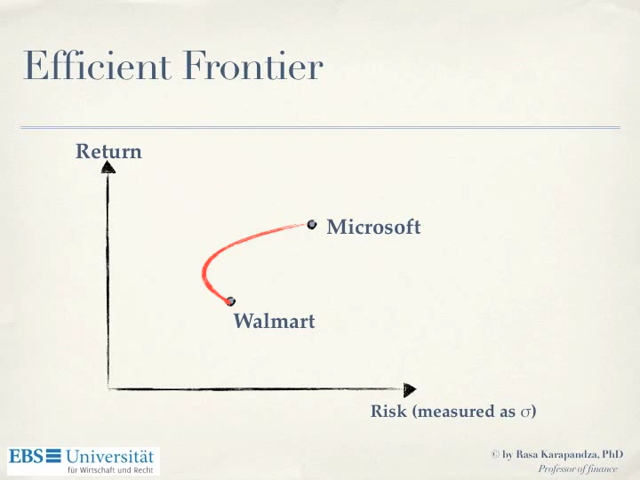 Efficient Frontier
Return
Microsoft
Walmart
Risk (measured as σ)
EBS Universität
für Wirtschaft und Recht
© by Rasa Karapandza, PhD
Professor of finance